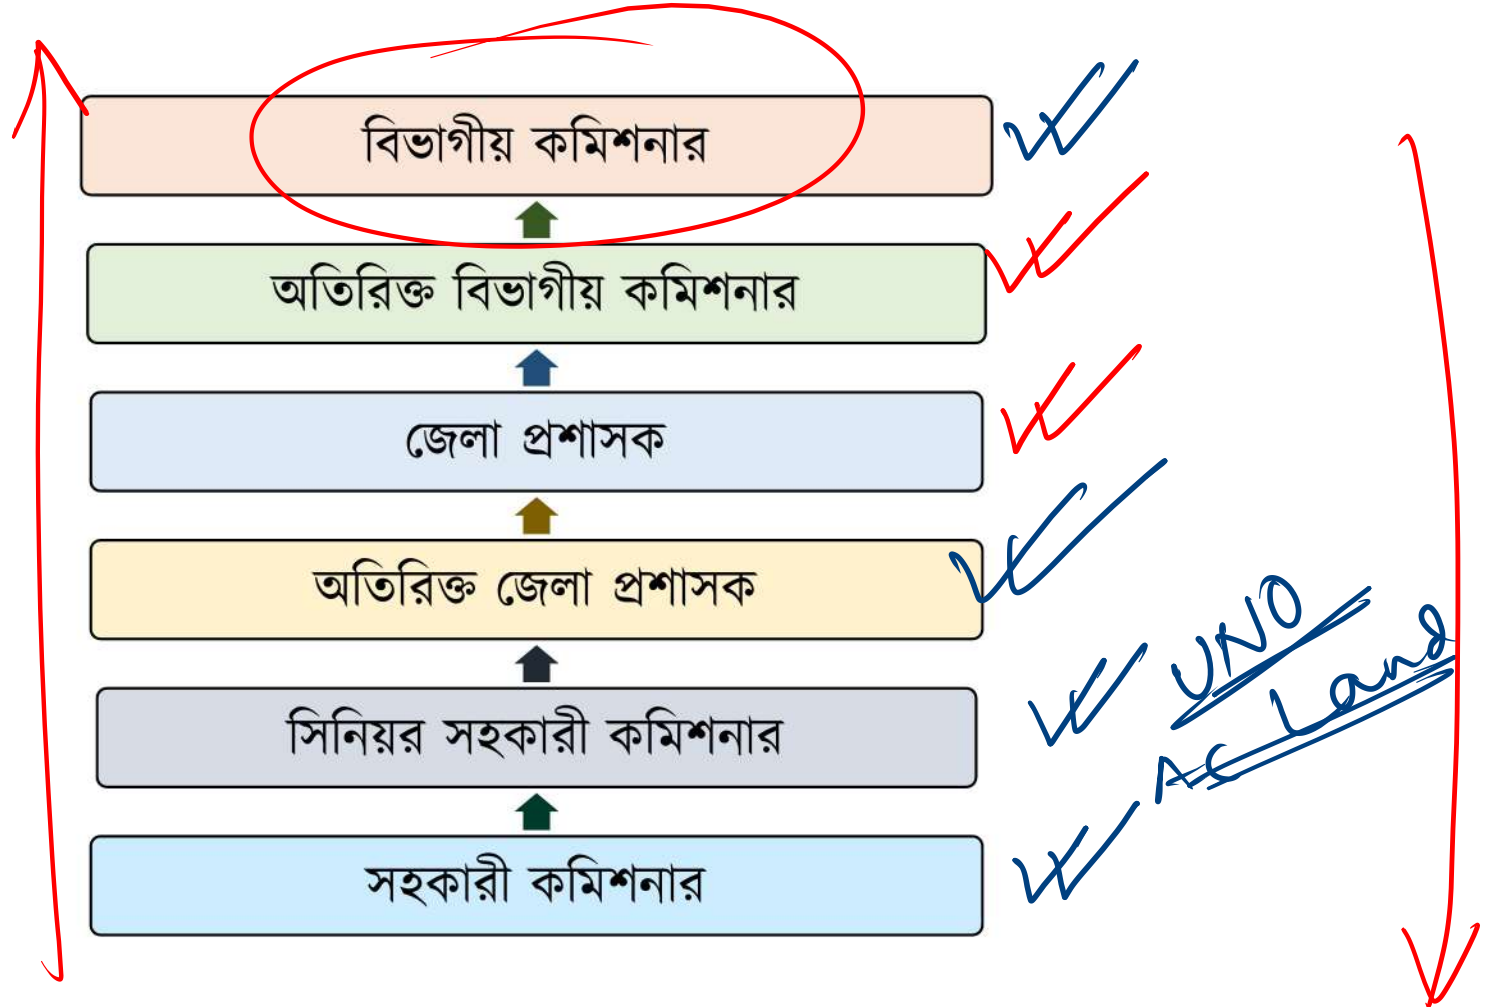 বিভাগীয় কমিশনার
অতিরিক্ত বিভাগীয় কমিশনার
জেলা প্রশাসক
অতিরিক্ত জেলা প্রশাসক
সিনিয়র সহকারী কমিশনার
UNO
AC Land
সহকারী কমিশনার